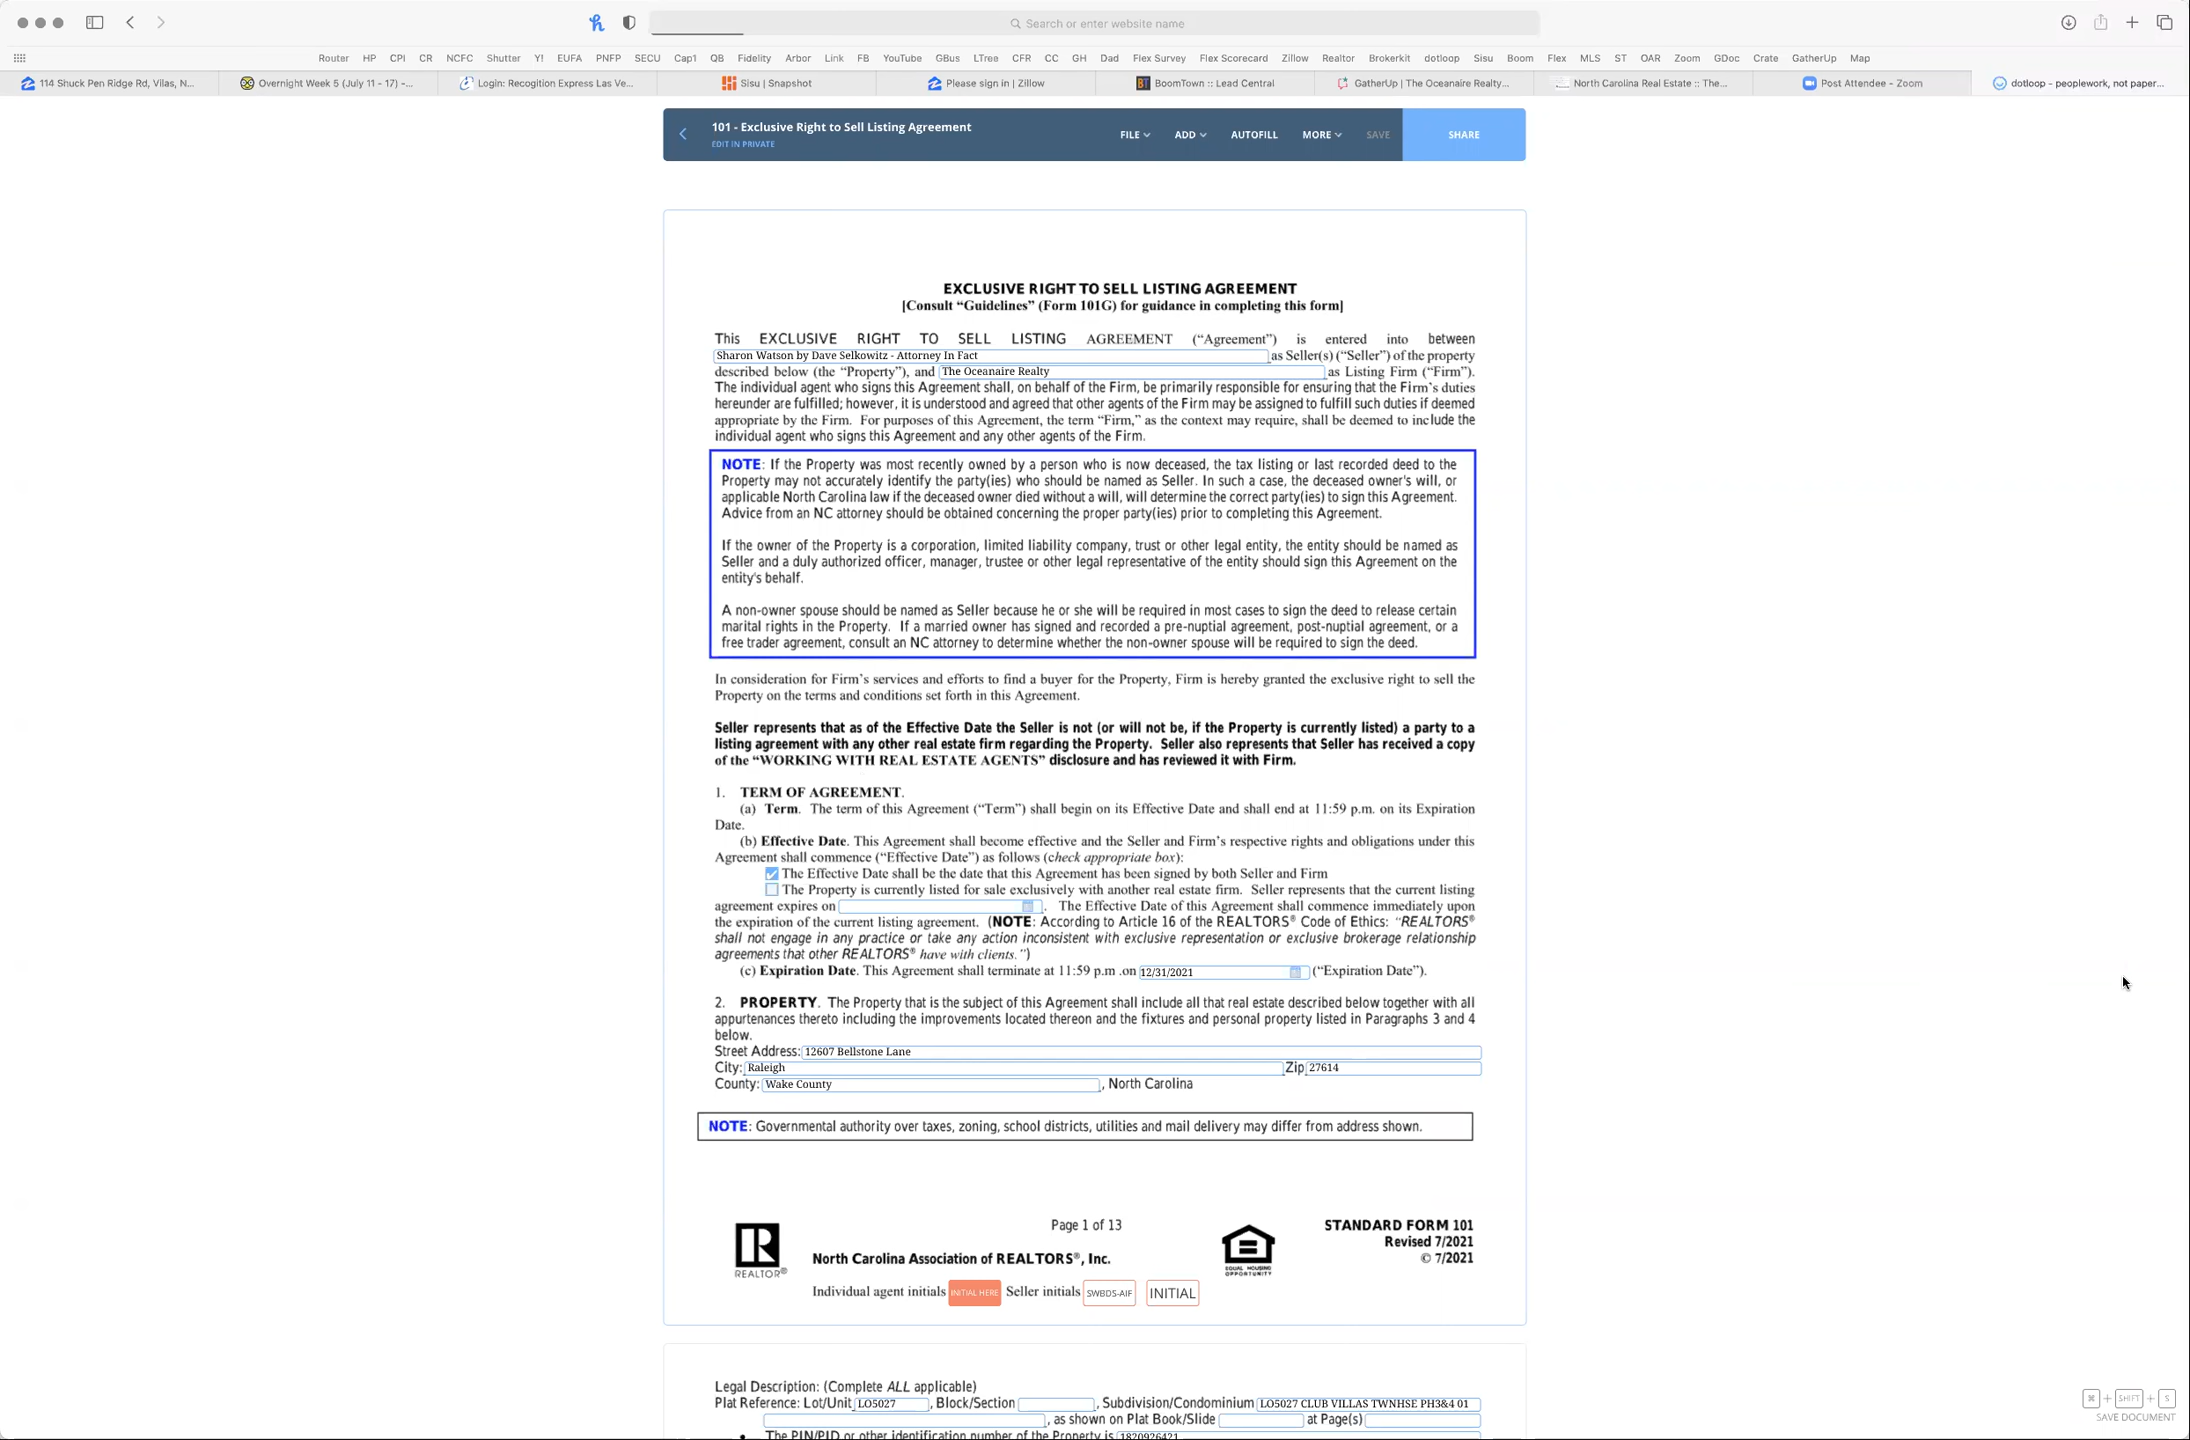 Search or enter website name
Router HP CPI CR NCFC Shutter Y! EUFA PNFP SECU Cap1 QB Fidelity Arbor Link FB YouTube GBus LTree CFR CC GH Dad Flex Survey Flex Scorecard Zillow Realtor Brokerkit dotloop Sisu Boom Flex MLS ST OAR Zoom GDoc Crate GatherUp Map
114 Shuck Pen Ridge Rd, Vilas, N... Overnight Week 5 (July 11 - 17) -... Login: Recogition Express Las Ve... Sisu | Snapshot Please sign in | Zillow BoomTown :: Lead Central GatherUp | The Oceanaire Realty... North Carolina Real Estate :: The... Post Attendee - Zoom dotloop - peoplework, not paper...
101 - Exclusive Right to Sell Listing Agreement
EDIT IN PRIVATE
FILE ADD AUTOFILL MORE SAVE SHARE
EXCLUSIVE RIGHT TO SELL LISTING AGREEMENT
[Consult “Guidelines” (Form 101G) for guidance in completing this form]
This EXCLUSIVE RIGHT TO SELL LISTING AGREEMENT (“Agreement”) is entered into between
Sharon Watson by Dave Selkowitz - Attorney In Fact as Seller(s) (“Seller”) of the property
described below (the “Property”), and The Oceanaire Realty as Listing Firm (“Firm”).
The individual agent who signs this Agreement shall, on behalf of the Firm, be primarily responsible for ensuring that the Firm’s duties
hereunder are fulfilled; however, it is understood and agreed that other agents of the Firm may be assigned to fulfill such duties if deemed
appropriate by the Firm. For purposes of this Agreement, the term “Firm,” as the context may require, shall be deemed to include the
individual agent who signs this Agreement and any other agents of the Firm.
NOTE: If the Property was most recently owned by a person who is now deceased, the tax listing or last recorded deed to the
Property may not accurately identify the party(ies) who should be named as Seller. In such a case, the deceased owner's will, or
applicable North Carolina law if the deceased owner died without a will, will determine the correct party(ies) to sign this Agreement.
Advice from an NC attorney should be obtained concerning the proper party(ies) prior to completing this Agreement.
If the owner of the Property is a corporation, limited liability company, trust or other legal entity, the entity should be named as
Seller and a duly authorized officer, manager, trustee or other legal representative of the entity should sign this Agreement on the
entity's behalf.
A non-owner spouse should be named as Seller because he or she will be required in most cases to sign the deed to release certain
marital rights in the Property. If a married owner has signed and recorded a pre-nuptial agreement, post-nuptial agreement, or a
free trader agreement, consult an NC attorney to determine whether the non-owner spouse will be required to sign the deed.
In consideration for Firm’s services and efforts to find a buyer for the Property, Firm is hereby granted the exclusive right to sell the
Property on the terms and conditions set forth in this Agreement.
Seller represents that as of the Effective Date the Seller is not (or will not be, if the Property is currently listed) a party to a
listing agreement with any other real estate firm regarding the Property. Seller also represents that Seller has received a copy
of the “WORKING WITH REAL ESTATE AGENTS” disclosure and has reviewed it with Firm.
1. TERM OF AGREEMENT.
(a) Term. The term of this Agreement (“Term”) shall begin on its Effective Date and shall end at 11:59 p.m. on its Expiration
Date.
(b) Effective Date. This Agreement shall become effective and the Seller and Firm’s respective rights and obligations under this
Agreement shall commence (“Effective Date”) as follows (check appropriate box):
The Effective Date shall be the date that this Agreement has been signed by both Seller and Firm
The Property is currently listed for sale exclusively with another real estate firm. Seller represents that the current listing
agreement expires on . The Effective Date of this Agreement shall commence immediately upon
the expiration of the current listing agreement. (NOTE: According to Article 16 of the REALTORS® Code of Ethics: “REALTORS®
shall not engage in any practice or take any action inconsistent with exclusive representation or exclusive brokerage relationship
agreements that other REALTORS® have with clients.”)
(c) Expiration Date. This Agreement shall terminate at 11:59 p.m .on 12/31/2021 (“Expiration Date”).
2. PROPERTY. The Property that is the subject of this Agreement shall include all that real estate described below together with all
appurtenances thereto including the improvements located thereon and the fixtures and personal property listed in Paragraphs 3 and 4
below.
Street Address: 12607 Bellstone Lane
City: Raleigh Zip 27614
County: Wake County , North Carolina
NOTE: Governmental authority over taxes, zoning, school districts, utilities and mail delivery may differ from address shown.
Page 1 of 13
STANDARD FORM 101
Revised 7/2021
North Carolina Association of REALTORS®, Inc.
© 7/2021
REALTOR®
EQUAL HOUSING OPPORTUNITY
Individual agent initials INITIAL HERE Seller initials SWBDS-AIF INITIAL
Legal Description: (Complete ALL applicable)
Plat Reference: Lot/Unit LO5027 , Block/Section , Subdivision/Condominium LO5027 CLUB VILLAS TWNHSE PH3&4 01
, as shown on Plat Book/Slide at Page(s)
• The PIN/PID or other identification number of the Property is 1820926421
⌘ + SHIFT + S
SAVE DOCUMENT